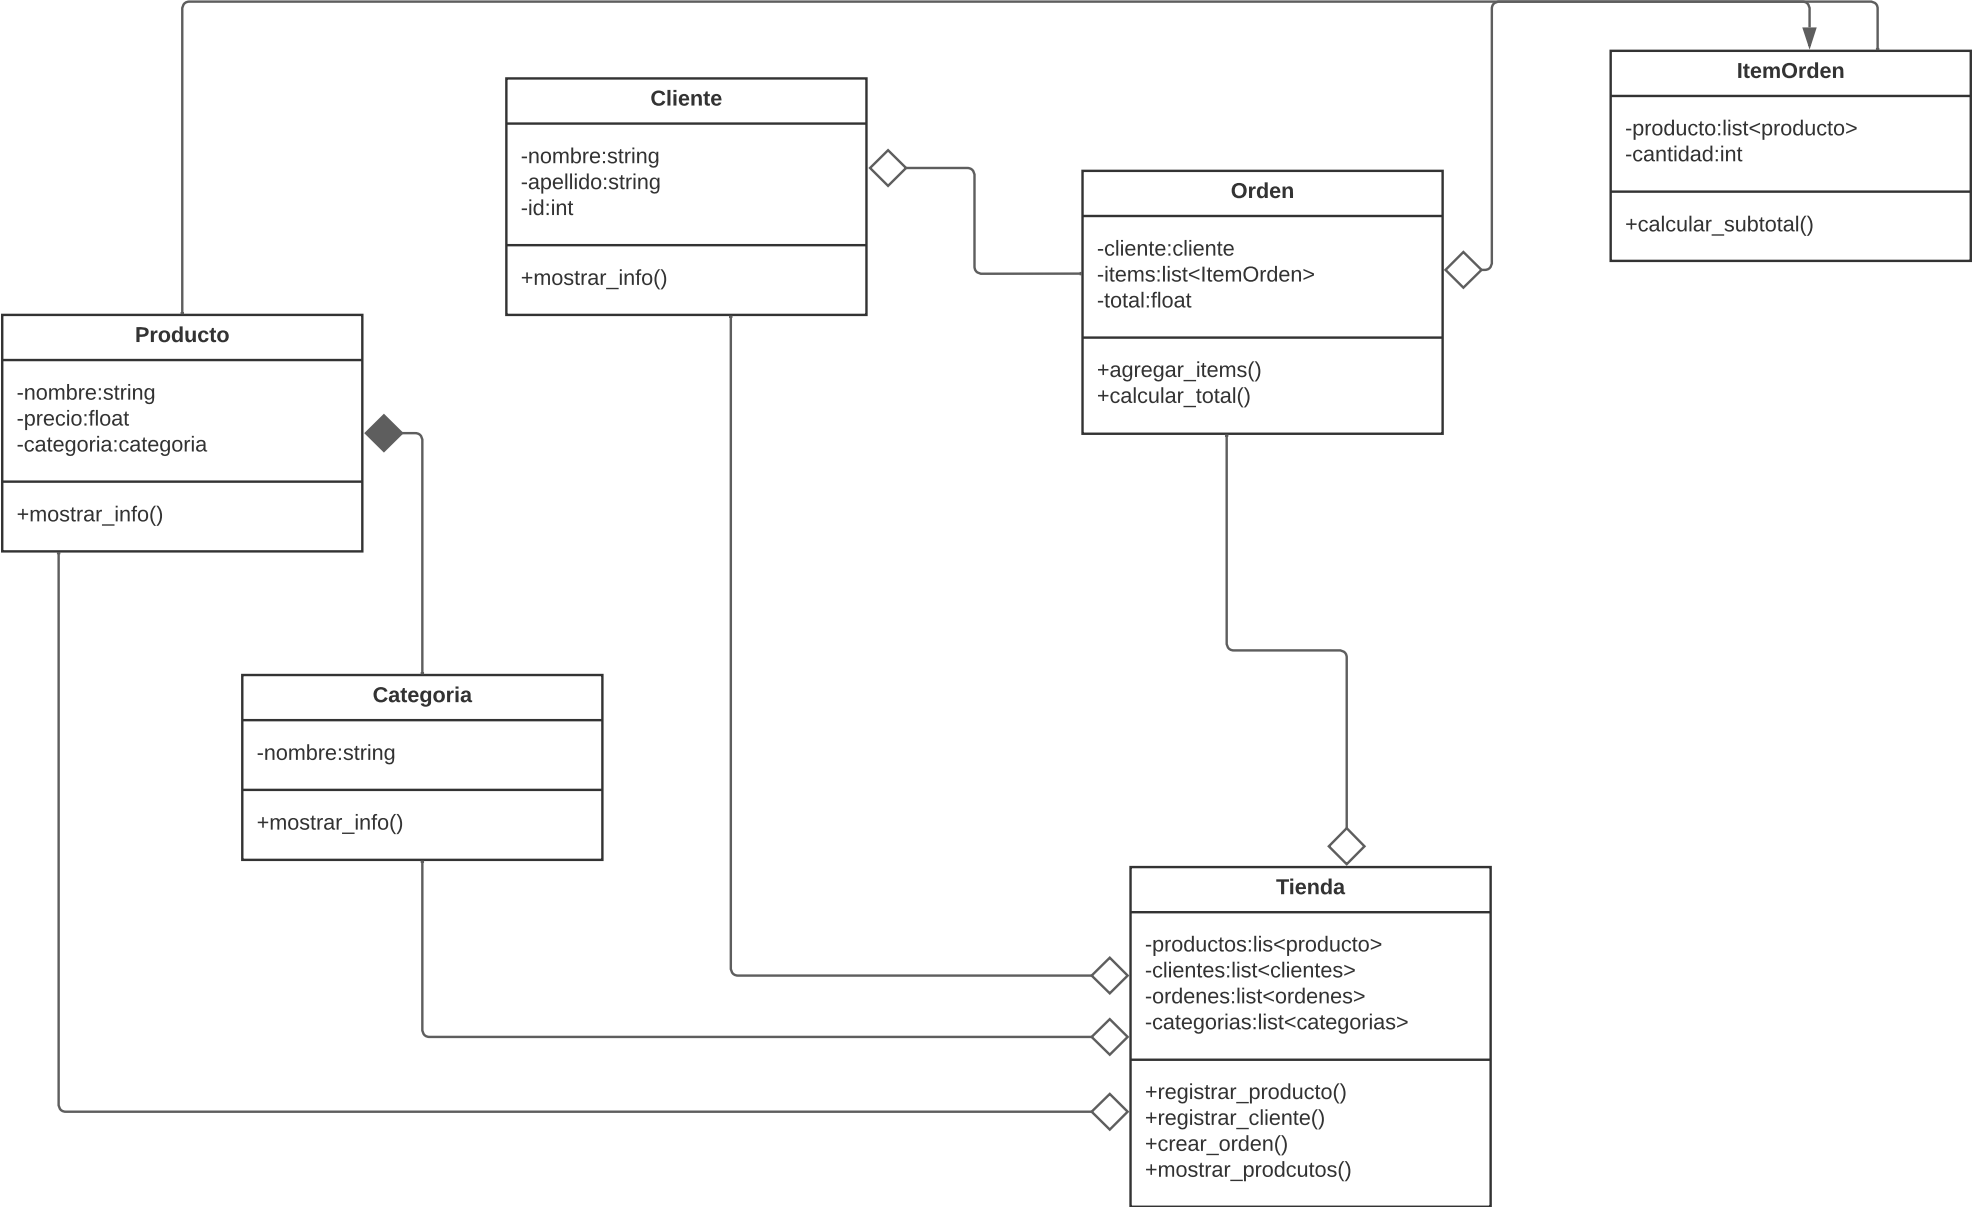 ItemOrden
-producto:list<producto>
-cantidad:int
+calcular_subtotal()
Cliente
-nombre:string
-apellido:string
-id:int
+mostrar_info()
Orden
-cliente:cliente
-items:list<ItemOrden>
-total:float
+agregar_items()
+calcular_total()
Producto
-nombre:string
-precio:float
-categoria:categoria
+mostrar_info()
Categoria
-nombre:string
+mostrar_info()
Tienda
-productos:lis<producto>
-clientes:list<clientes>
-ordenes:list<ordenes>
-categorias:list<categorias>
+registrar_producto()
+registrar_cliente()
+crear_orden()
+mostrar_prodcutos()